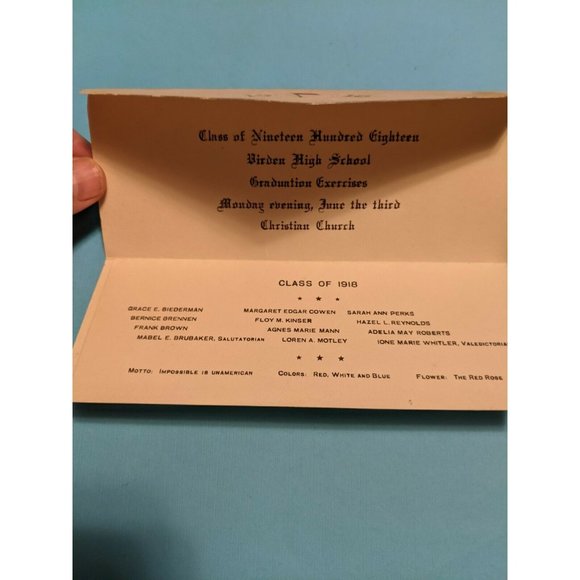 Class of Nineteen Hundred Eighteen
Virden High School
Graduation Exercises
Monday evening, June the third
Christian Church
CLASS OF 1918
GRACE E. BIEDERMAN MARGARET EDGAR COWEN SARAH ANN PERKS
BERNICE BRENNEN FLOY M. KINSER HAZEL L. REYNOLDS
FRANK BROWN AGNES MARIE MANN ADELIA MAY ROBERTS
MABEL E. BRUBAKER, SALUTATORIAN LOREN A. MOTLEY IONE MARIE WHITLER, VALEDICTORIA
MOTTO: IMPOSSIBLE IS UNAMERICAN COLORS: RED, WHITE AND BLUE FLOWER: THE RED ROSE